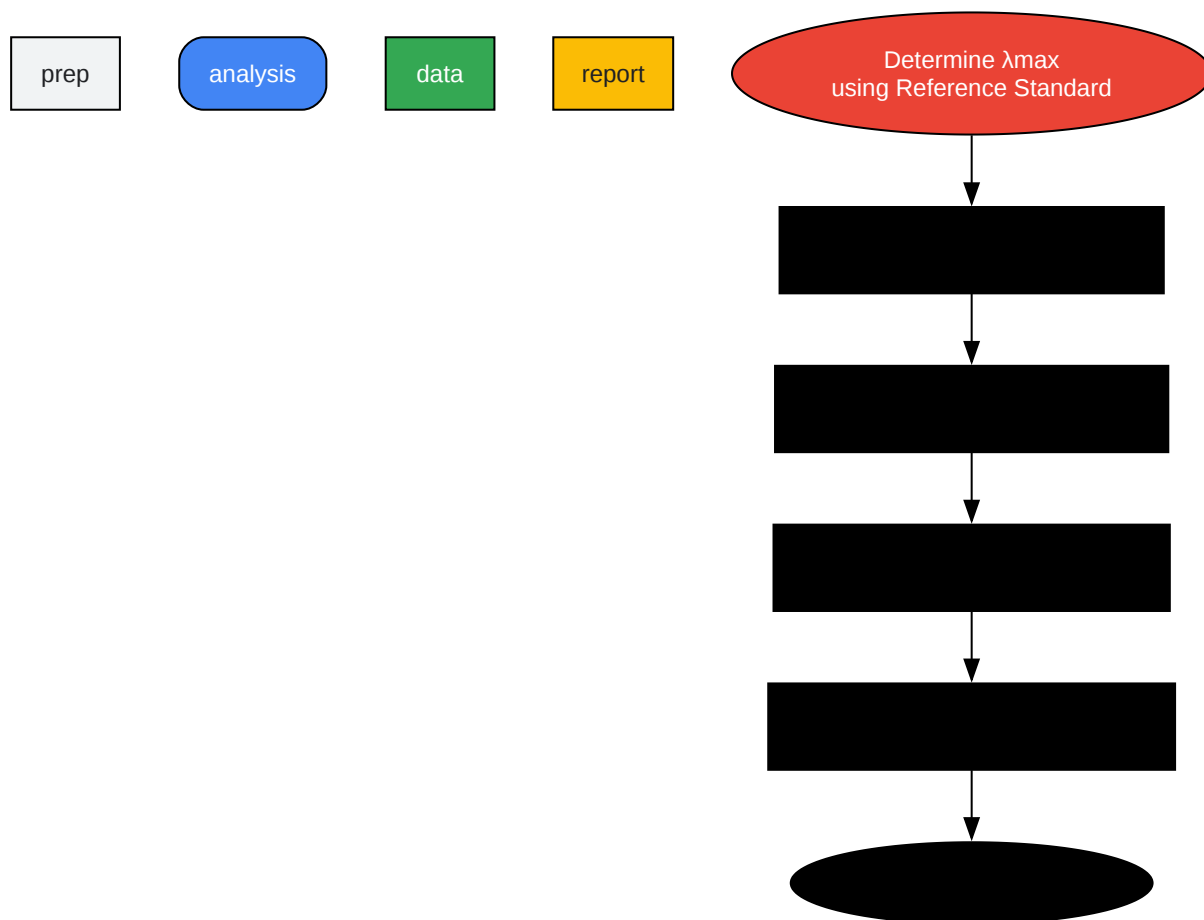 prep
analysis
data
report
Determine λmax
using Reference Standard